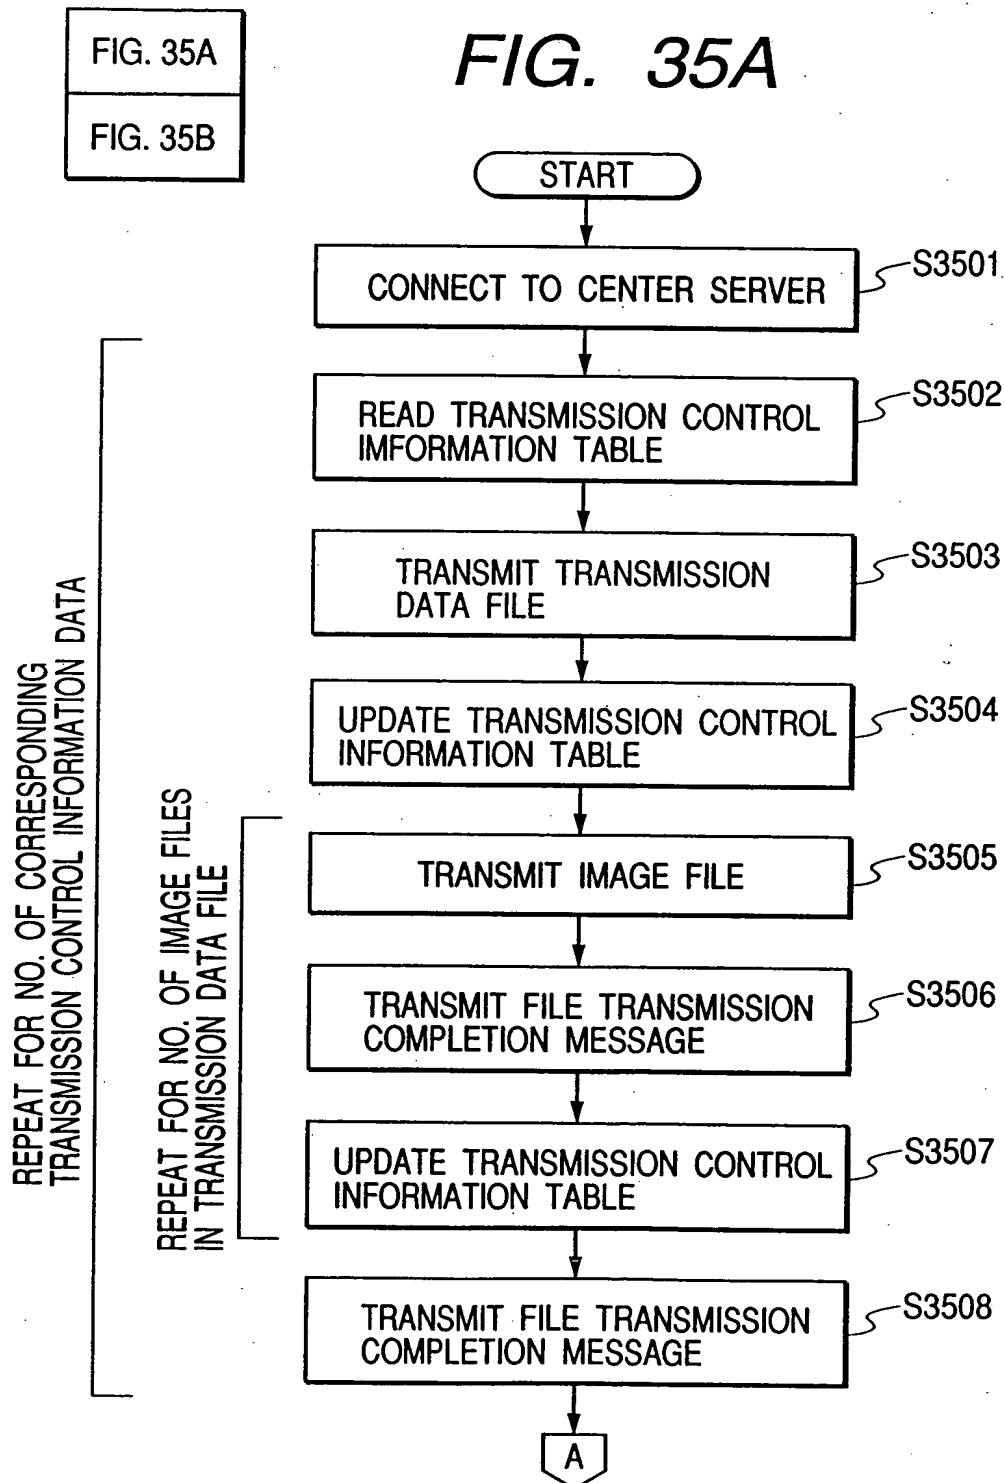 FIG. 35A
FIG. 35B
FIG. 35A
START
CONNECT TO CENTER SERVER
S3501
READ TRANSMISSION CONTROL
IMFORMATION TABLE
S3502
TRANSMIT TRANSMISSION
DATA FILE
S3503
UPDATE TRANSMISSION CONTROL
INFORMATION TABLE
S3504
TRANSMIT IMAGE FILE
S3505
TRANSMIT FILE TRANSMISSION
COMPLETION MESSAGE
S3506
UPDATE TRANSMISSION CONTROL
INFORMATION TABLE
S3507
TRANSMIT FILE TRANSMISSION
COMPLETION MESSAGE
S3508
A
REPEAT FOR NO. OF CORRESPONDING
TRANSMISSION CONTROL INFORMATION DATA
REPEAT FOR NO. OF IMAGE FILES
IN TRANSMISSION DATA FILE